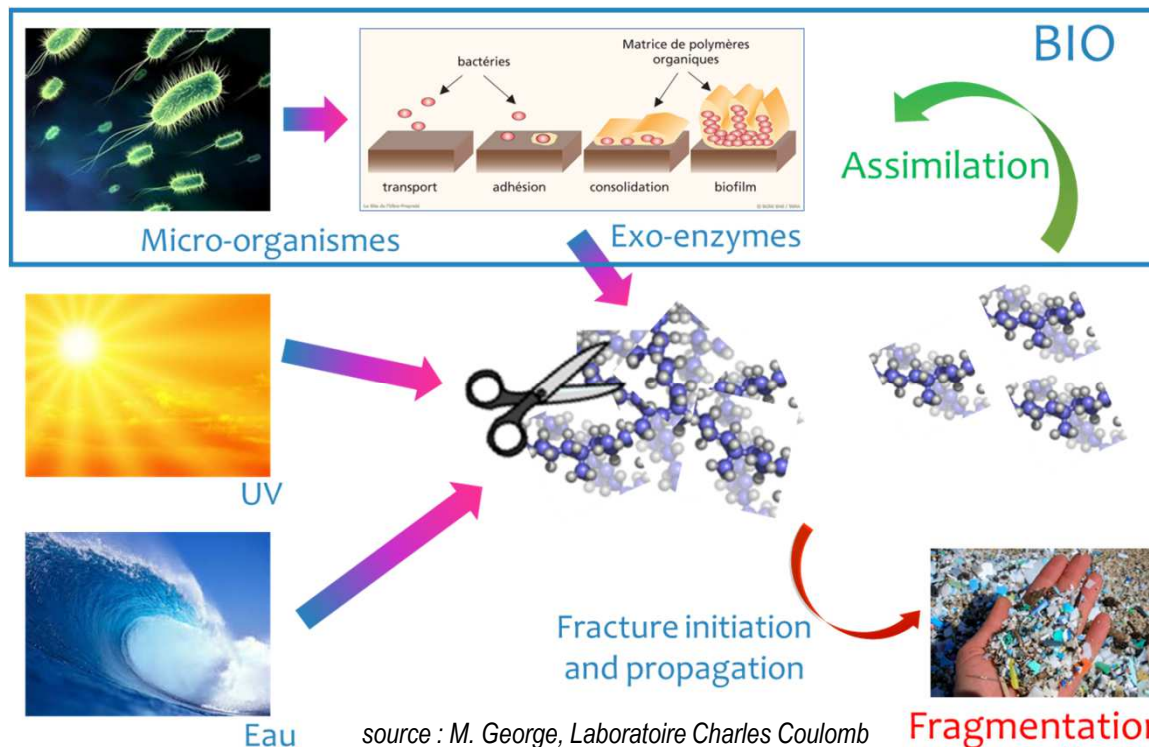 BIO
bactéries
Matrice de polymères
organiques
transport
adhésion
consolidation
biofilm
Assimilation
Micro-organismes
Exo-enzymes
UV
Fracture initiation
and propagation
Eau
source : M. George, Laboratoire Charles Coulomb
Fragmentation